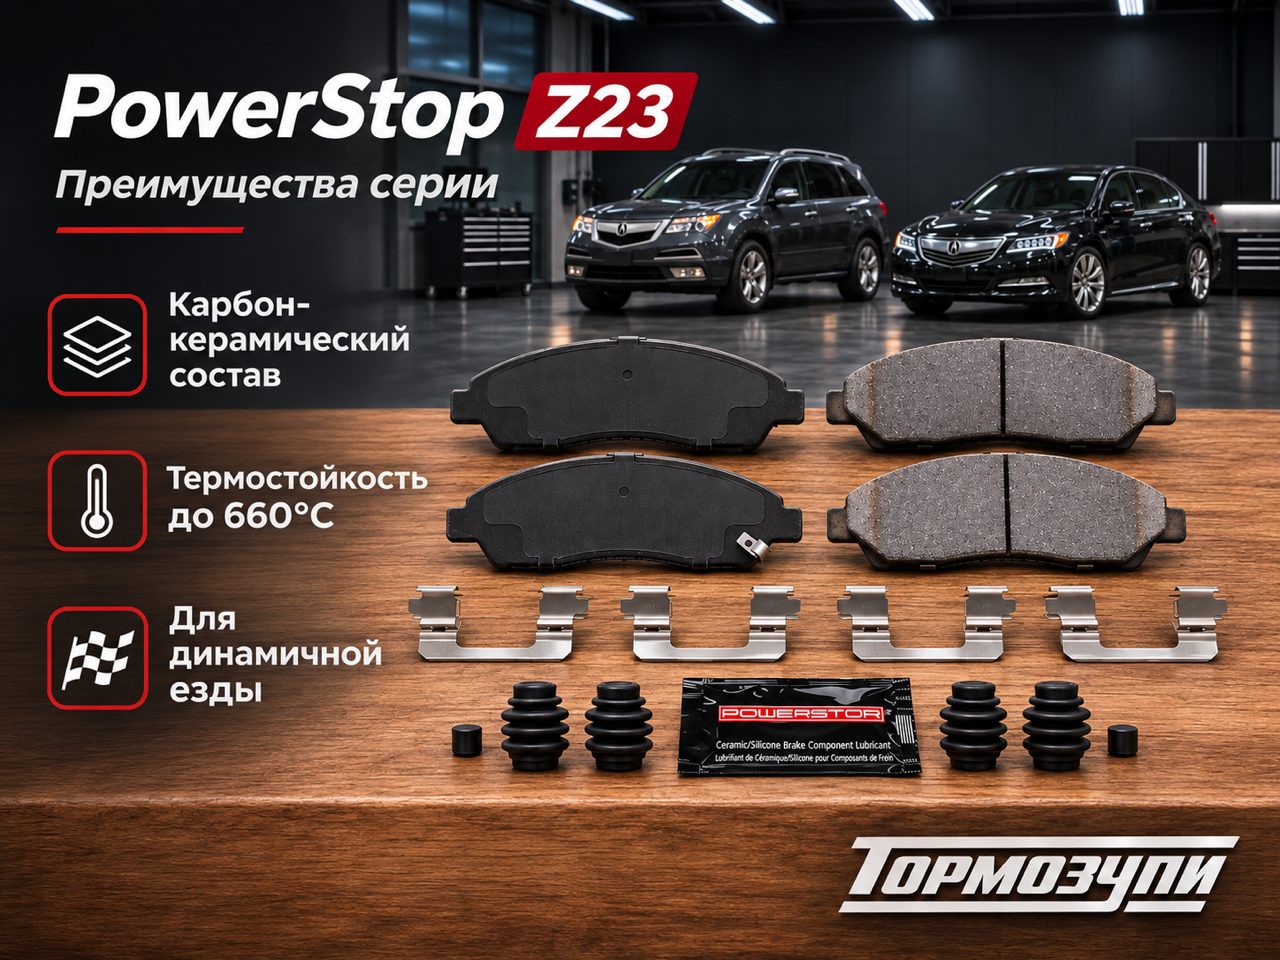 PowerStop Z23
Преимущества серии
Карбон-
керамический
состав
Термостойкость
до 660°C
Для
динамичной
езды
POWERSTOP
Ceramic/Silicone Brake Component Lubricant
Lubrifiant de Céramique/Silicone pour Composants de Frein
ТОРМОЗУПИ